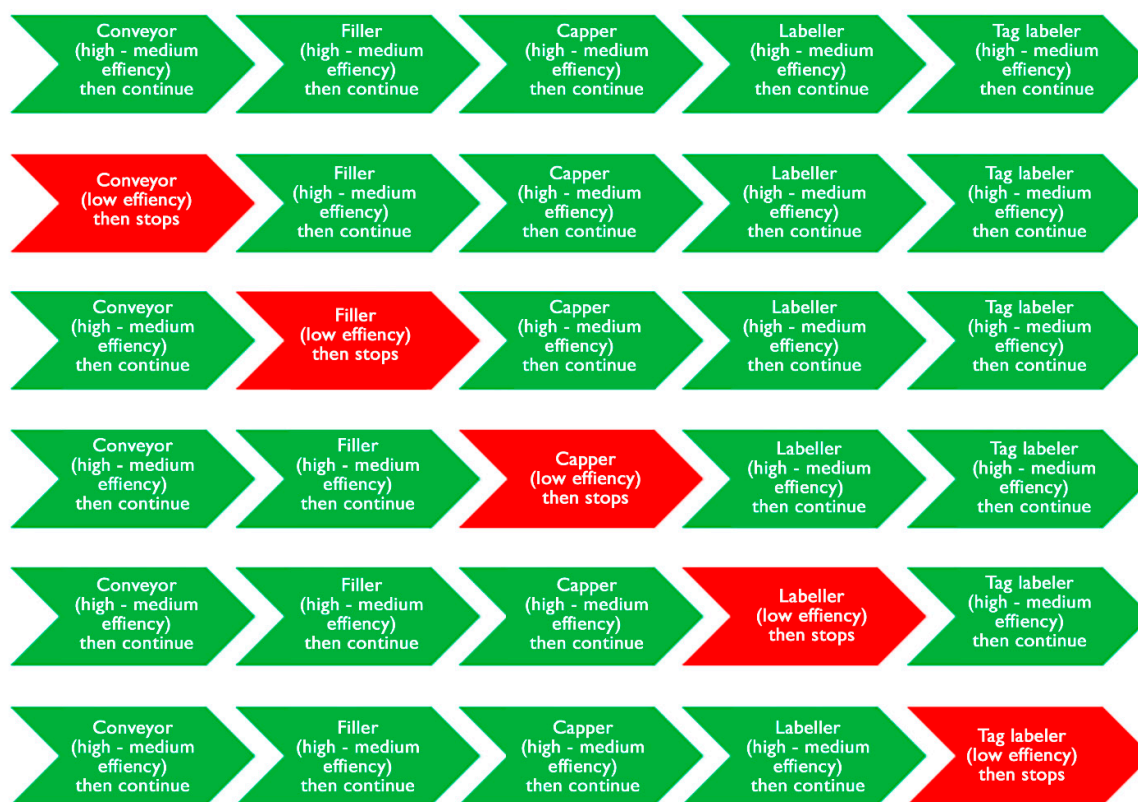 Conveyor
(high - medium
effiency)
then continue
Filler
(high - medium
effiency)
then continue
Capper
(high - medium
effiency)
then continue
Labeller
(high - medium
effiency)
then continue
Tag labeler
(high - medium
effiency)
then continue
Conveyor
(low effiency)
then stops
Filler
(high - medium
effiency)
then continue
Capper
(high - medium
effiency)
then continue
Labeller
(high - medium
effiency)
then continue
Tag labeler
(high - medium
effiency)
then continue
Conveyor
(high - medium
effiency)
then continue
Filler
(low effiency)
then stops
Capper
(high - medium
effiency)
then continue
Labeller
(high - medium
effiency)
then continue
Tag labeler
(high - medium
effiency)
then continue
Conveyor
(high - medium
effiency)
then continue
Filler
(high - medium
effiency)
then continue
Capper
(low effiency)
then stops
Labeller
(high - medium
effiency)
then continue
Tag labeler
(high - medium
effiency)
then continue
Conveyor
(high - medium
effiency)
then continue
Filler
(high - medium
effiency)
then continue
Capper
(high - medium
effiency)
then continue
Labeller
(low effiency)
then stops
Tag labeler
(high - medium
effiency)
then continue
Conveyor
(high - medium
effiency)
then continue
Filler
(high - medium
effiency)
then continue
Capper
(high - medium
effiency)
then continue
Labeller
(high - medium
effiency)
then continue
Tag labeler
(low effiency)
then stops